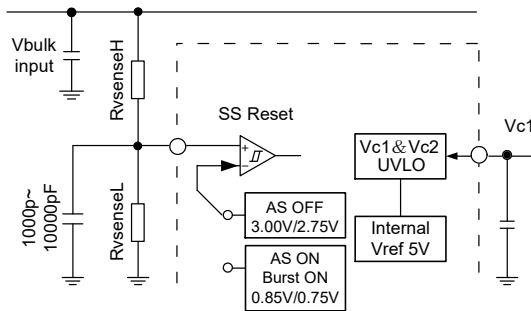 Vbulk
input
RvsenseH
SS Reset
+
−
Vc1
Vc1&Vc2
UVLO
1000p~
10000pF
RvsenseL
AS OFF
3.00V/2.75V
Internal
Vref 5V
AS ON
Burst ON
0.85V/0.75V